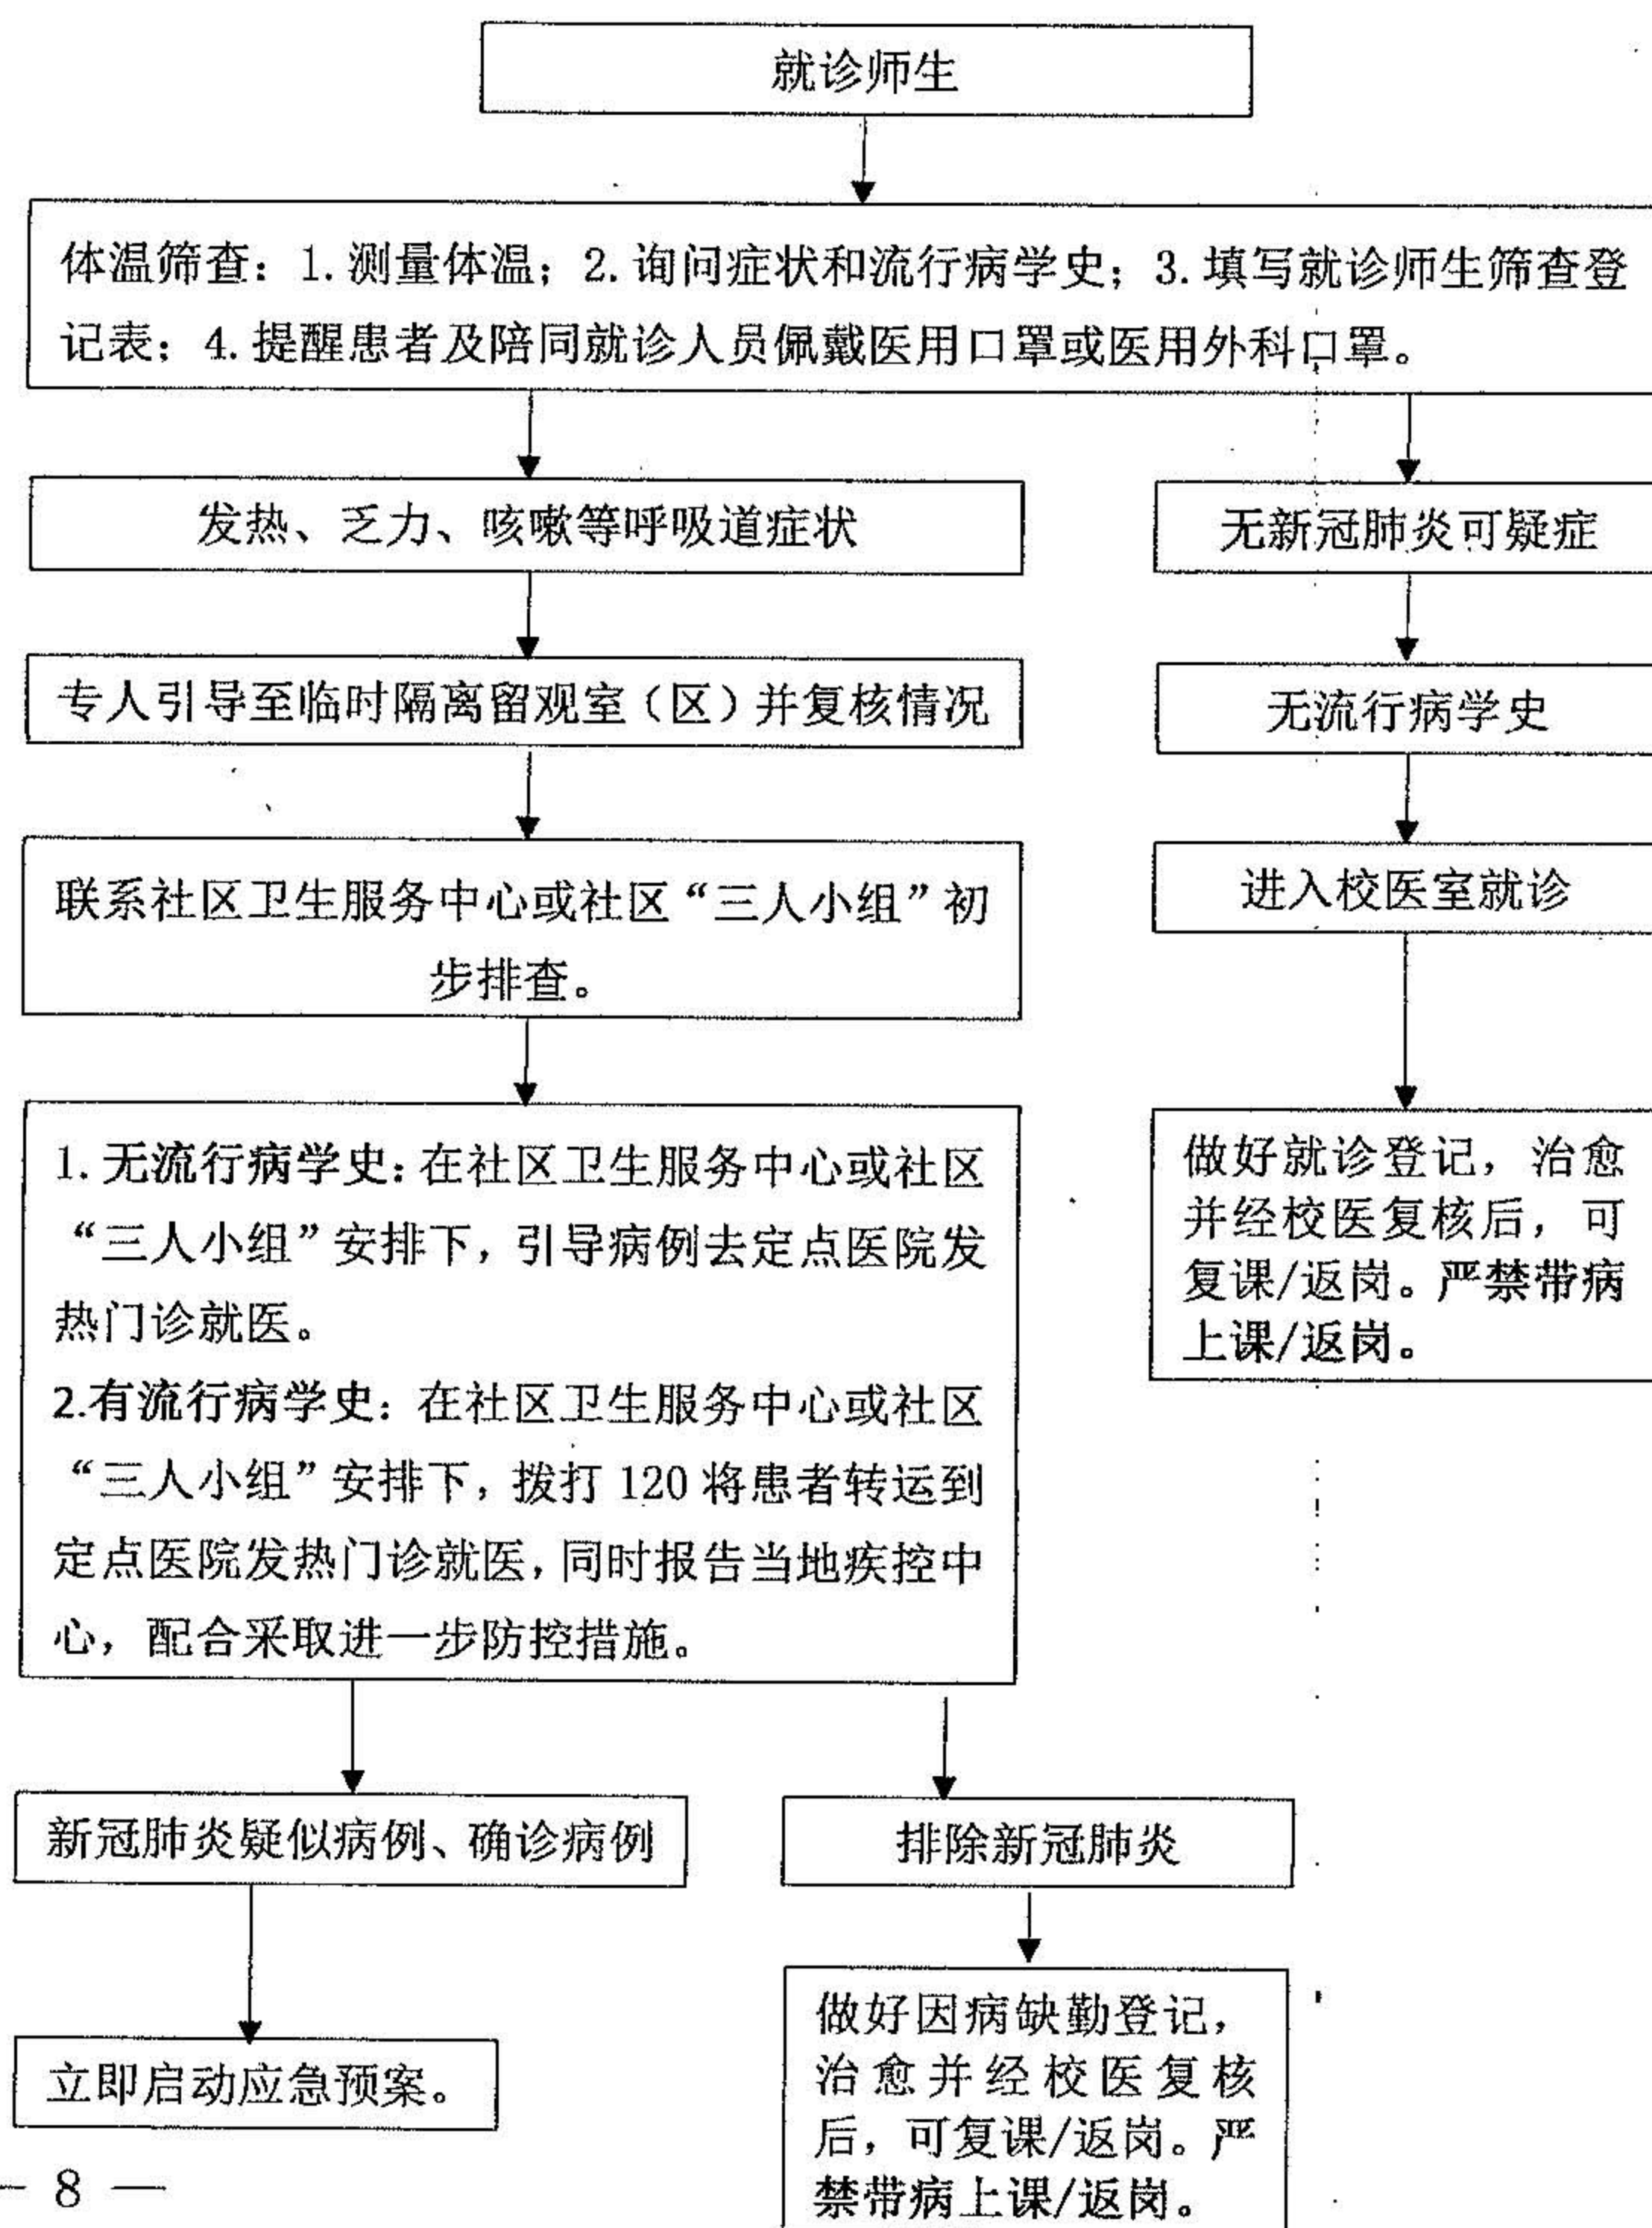 就诊师生
体温筛查：1.测量体温；2.询问症状和流行病学史；3.填写就诊师生筛查登
记表；4.提醒患者及陪同就诊人员佩戴医用口罩或医用外科口罩。
发热、乏力、咳嗽等呼吸道症状
无新冠肺炎可疑症
专人引导至临时隔离留观室（区）并复核情况
无流行病学史
联系社区卫生服务中心或社区“三人小组”初
步排查。
进入校医室就诊
1.无流行病学史：在社区卫生服务中心或社区
“三人小组”安排下，引导病例去定点医院发
热门诊就医。
2.有流行病学史：在社区卫生服务中心或社区
“三人小组”安排下，拨打 120 将患者转运到
定点医院发热门诊就医，同时报告当地疾控中
心，配合采取进一步防控措施。
做好就诊登记，治愈
并经校医复核后，可
复课/返岗。严禁带病
上课/返岗。
新冠肺炎疑似病例、确诊病例
排除新冠肺炎
立即启动应急预案。
做好因病缺勤登记，
治愈并经校医复核
后，可复课/返岗。严
禁带病上课/返岗。
— 8 —